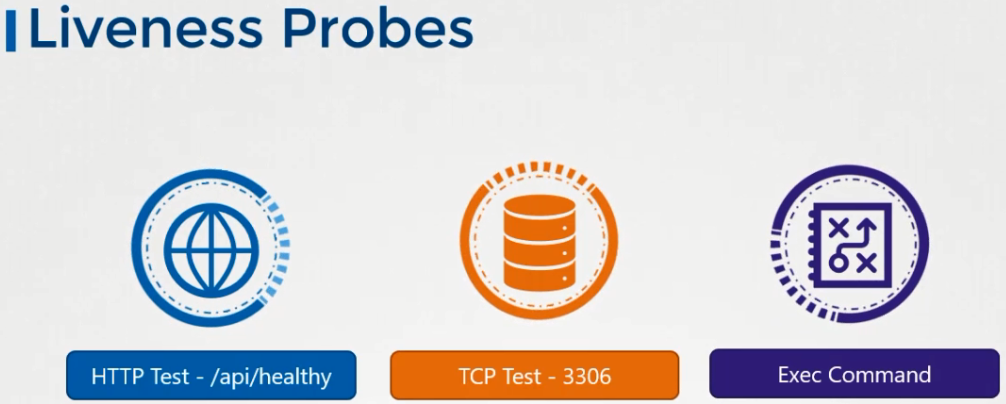 Liveness Probes
HTTP Test - /api/healthy
TCP Test - 3306
Exec Command